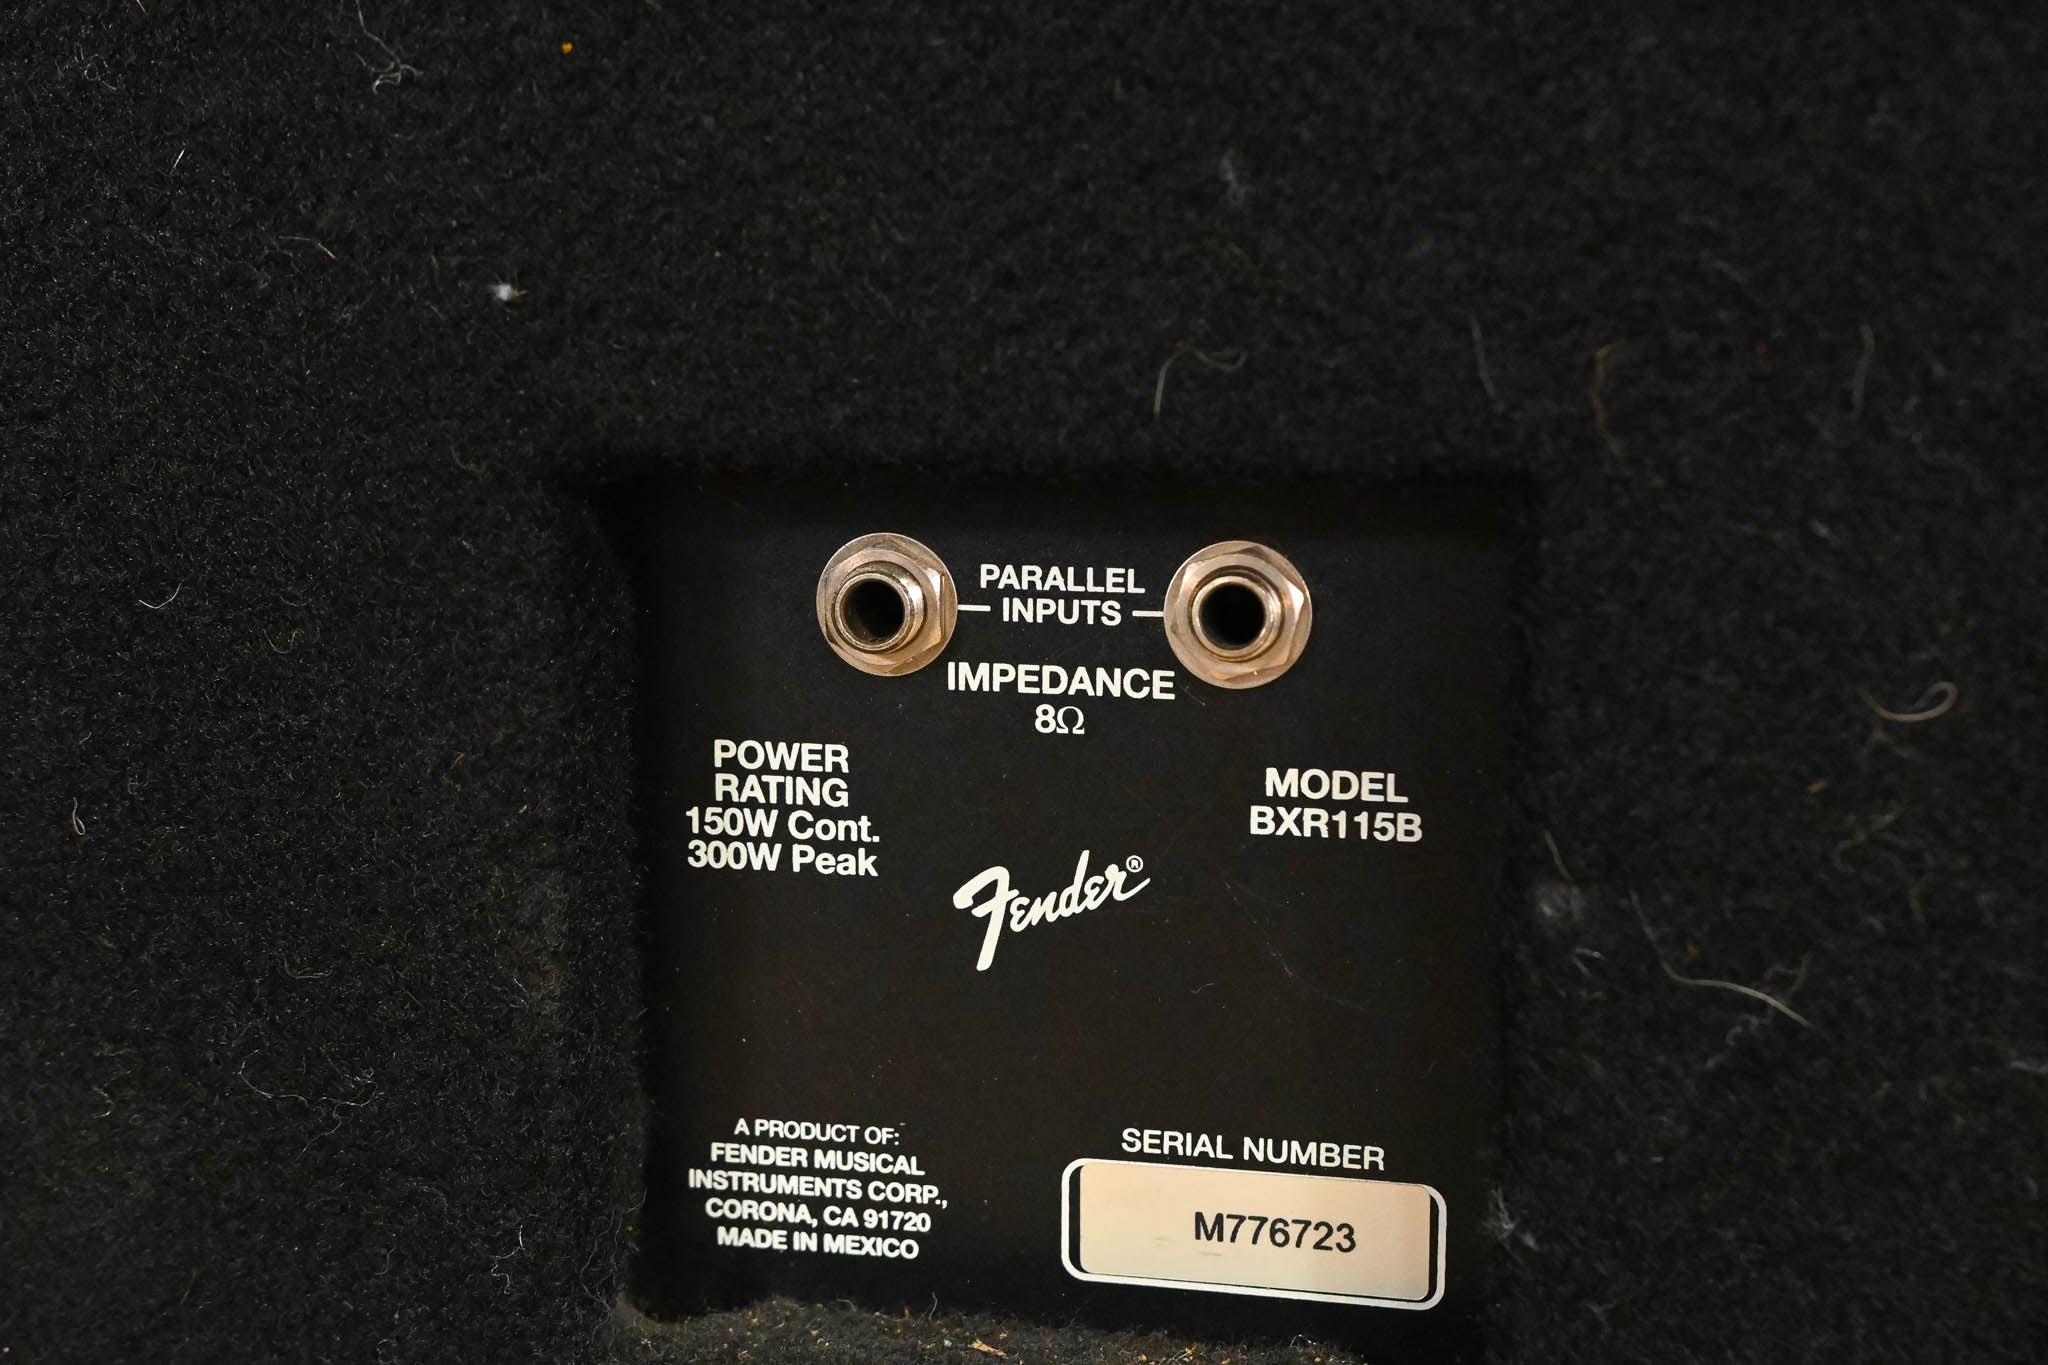 PARALLEL
INPUTS
IMPEDANCE
8Ω
POWER
RATING
150W Cont.
300W Peak
MODEL
BXR115B
Fender®
A PRODUCT OF:
FENDER MUSICAL
INSTRUMENTS CORP.,
CORONA, CA 91720
MADE IN MEXICO
SERIAL NUMBER
M776723